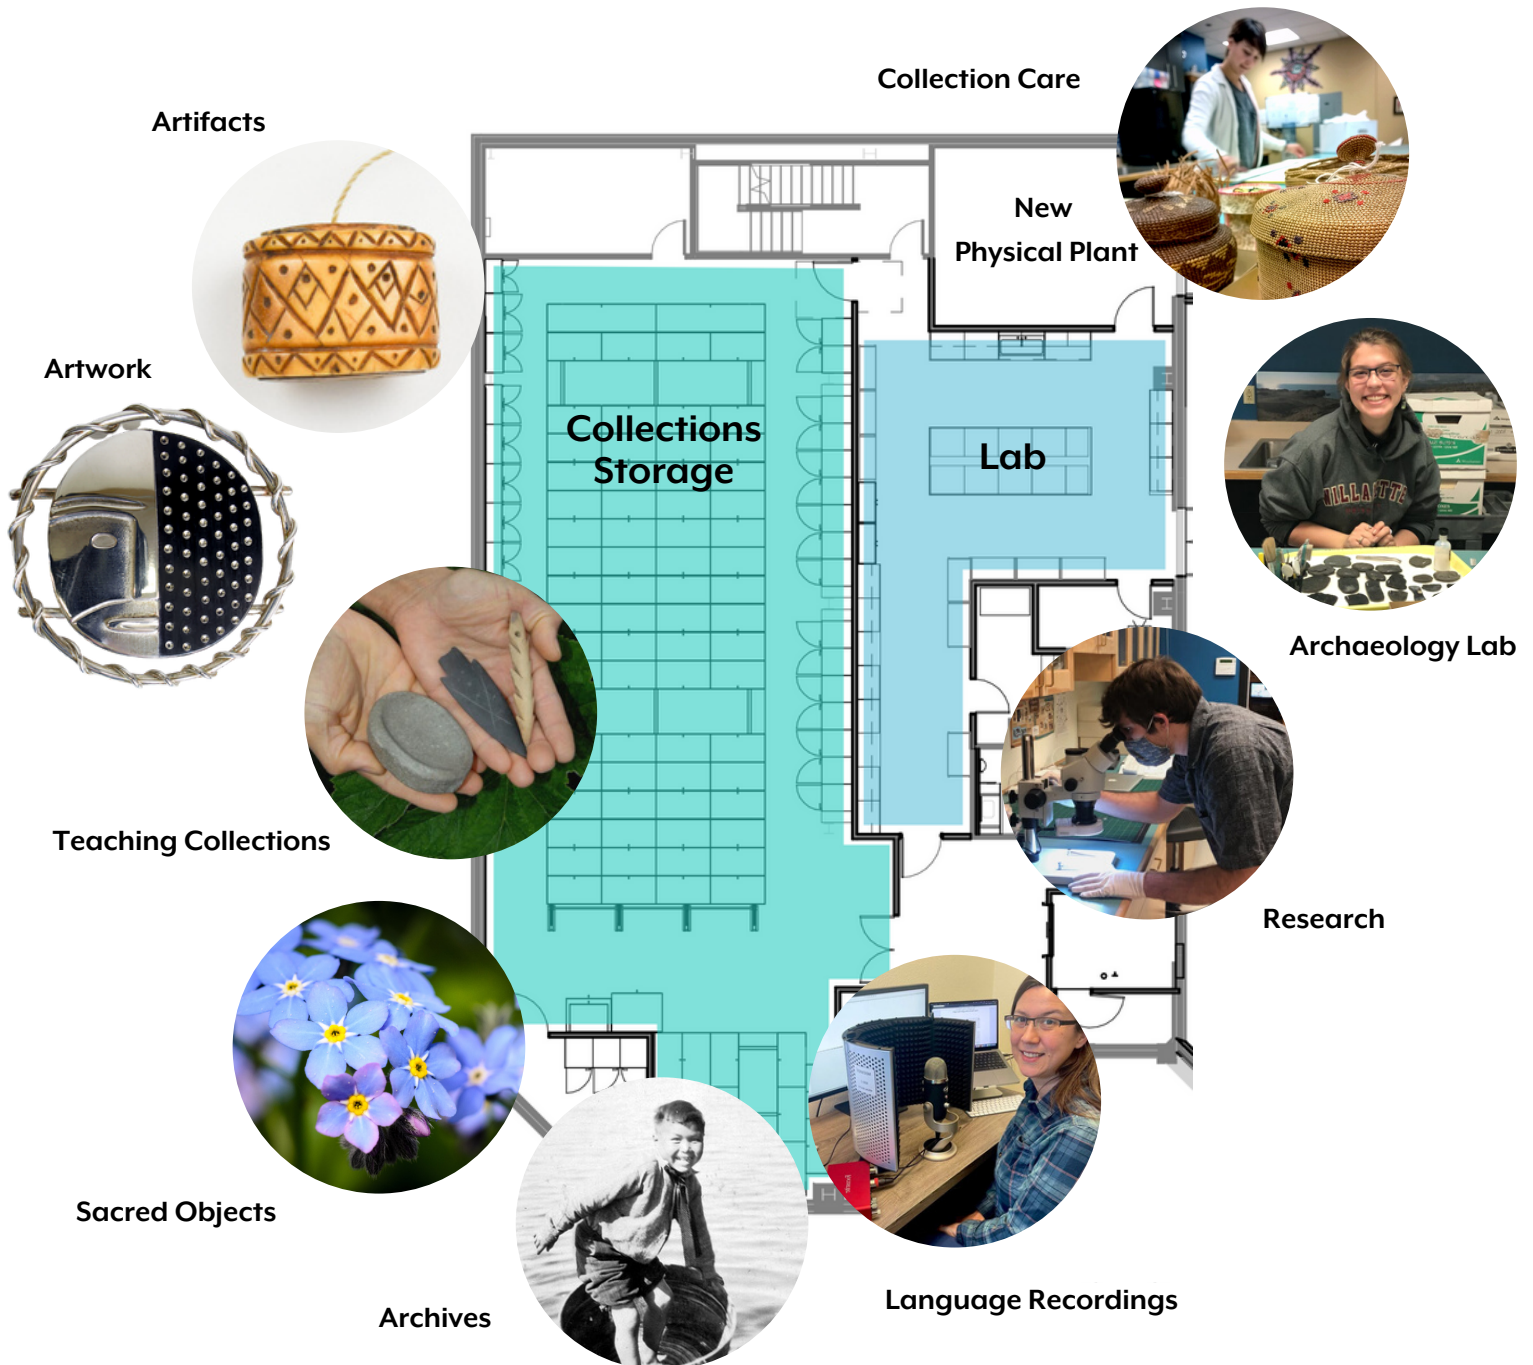 Collection Care
Artifacts
New
Physical Plant
Artwork
Collections
Storage
Lab
WILLAMETTE
Archaeology Lab
Teaching Collections
Research
Sacred Objects
Language Recordings
Archives